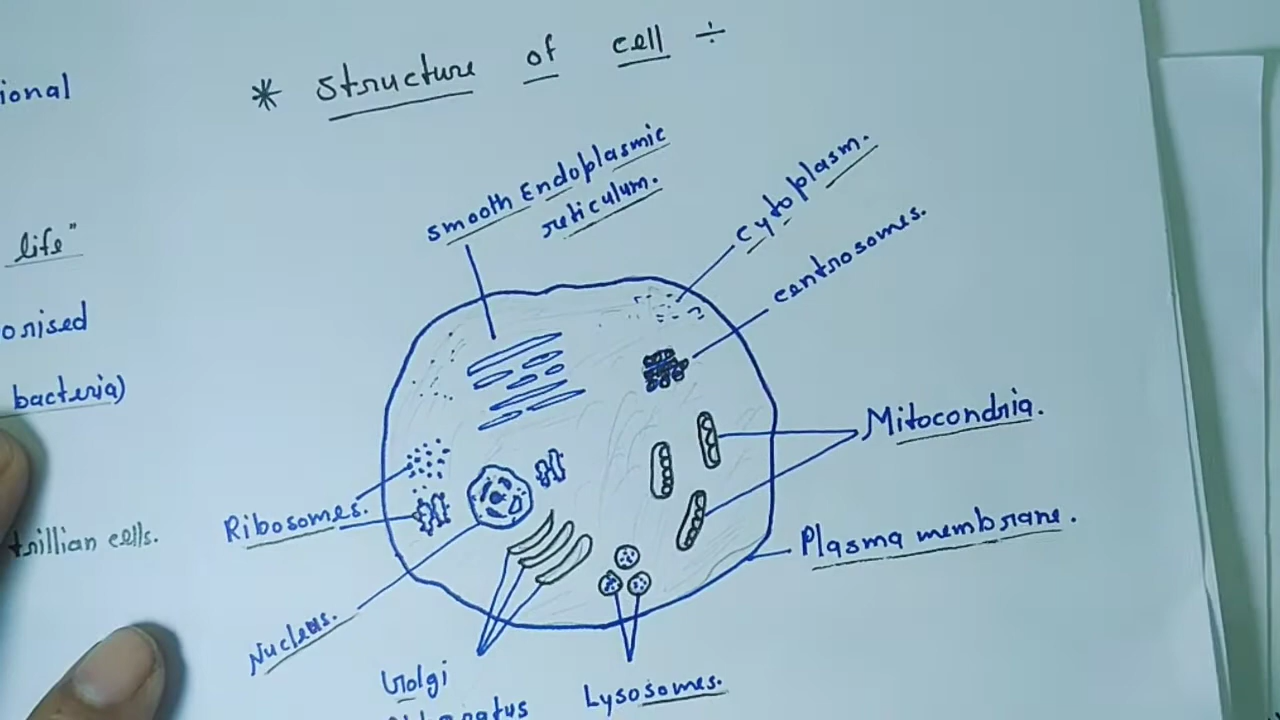 * Structure of cell ÷
ional
life"
orised
bacteria)
trillian cells.
smooth Endoplasmic
reticulum.
cytoplasm.
centrosomes.
Mitocondria.
Plasma membrane.
Ribosomes.
Nucleus.
Golgi
Lysosomes.